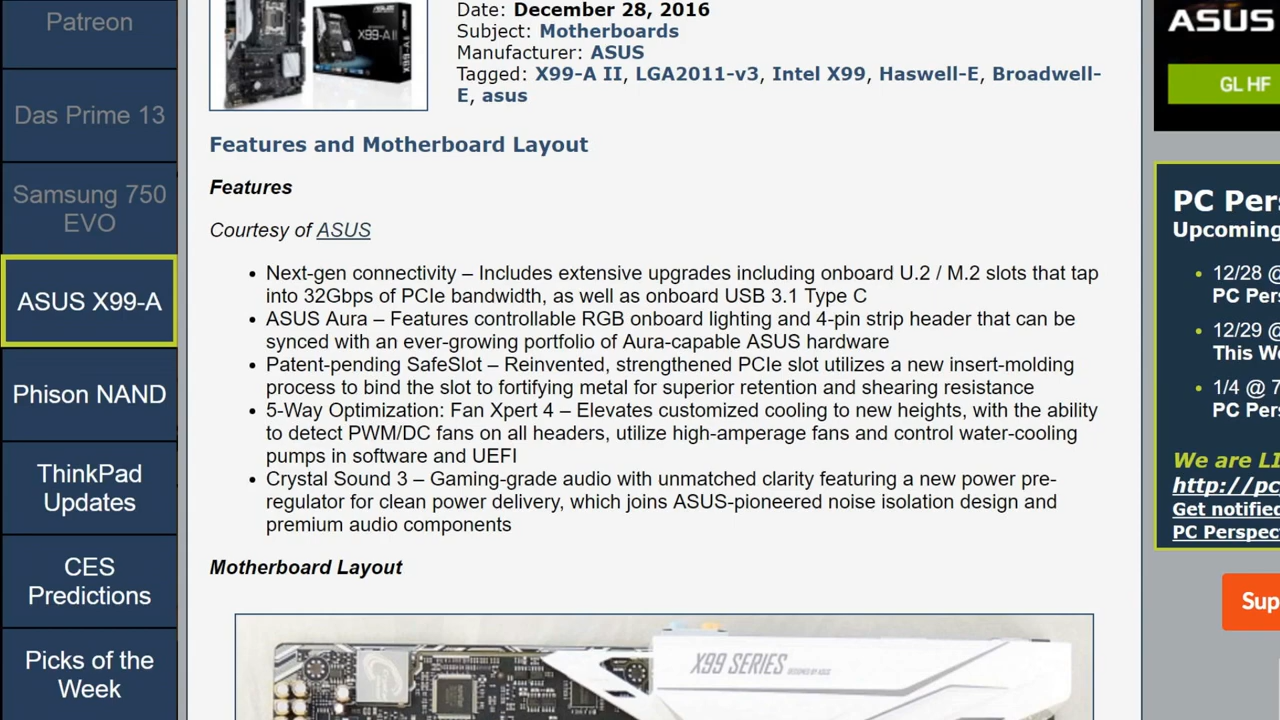 Patreon
Das Prime 13
Samsung 750
EVO
ASUS X99-A
Phison NAND
ThinkPad
Updates
CES
Predictions
Picks of the
Week
ASUS
X99-A II
Date: December 28, 2016
Subject: Motherboards
Manufacturer: ASUS
Tagged: X99-A II, LGA2011-v3, Intel X99, Haswell-E, Broadwell-
E, asus
Features and Motherboard Layout
Features
Courtesy of ASUS
• Next-gen connectivity – Includes extensive upgrades including onboard U.2 / M.2 slots that tap
into 32Gbps of PCIe bandwidth, as well as onboard USB 3.1 Type C
• ASUS Aura – Features controllable RGB onboard lighting and 4-pin strip header that can be
synced with an ever-growing portfolio of Aura-capable ASUS hardware
• Patent-pending SafeSlot – Reinvented, strengthened PCIe slot utilizes a new insert-molding
process to bind the slot to fortifying metal for superior retention and shearing resistance
• 5-Way Optimization: Fan Xpert 4 – Elevates customized cooling to new heights, with the ability
to detect PWM/DC fans on all headers, utilize high-amperage fans and control water-cooling
pumps in software and UEFI
• Crystal Sound 3 – Gaming-grade audio with unmatched clarity featuring a new power pre-
regulator for clean power delivery, which joins ASUS-pioneered noise isolation design and
premium audio components
Motherboard Layout
X99 SERIES DESIGNED BY ASUS
ASUS
GL HF
PC Pers
Upcoming
• 12/28 @
PC Pers
• 12/29 @
This We
• 1/4 @ 7
PC Pers
We are LI
http://pc
Get notified
PC Perspect
Sup